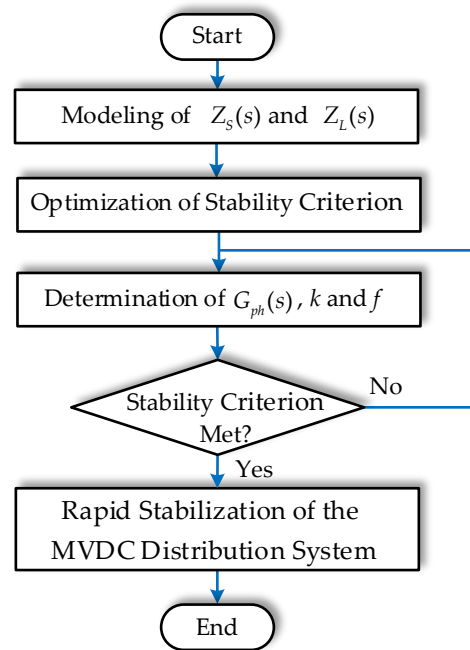 Start
Modeling of Z_S(s) and Z_L(s)
Optimization of Stability Criterion
Determination of G_ph(s), k and f
Stability Criterion
Met?
No
Yes
Rapid Stabilization of the
MVDC Distribution System
End